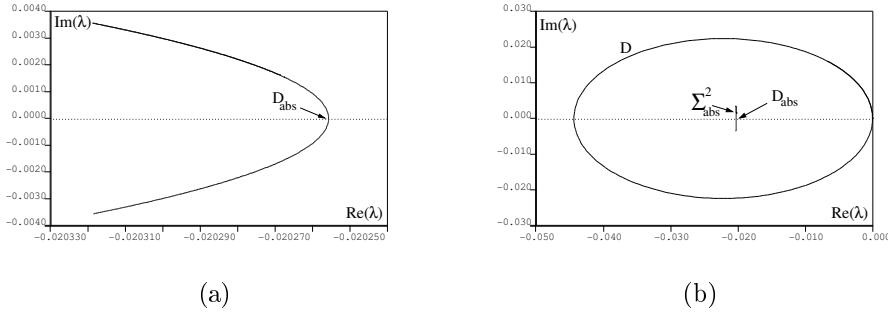 0.0040
Im(λ)
0.0030
0.0020
0.0010
D_abs
0.0000
-0.0010
-0.0020
-0.0030
Re(λ)
-0.0040
-0.020330
-0.020310
-0.020290
-0.020270
-0.020250
(a)
0.030
Im(λ)
0.020
D
0.010
Σ²_abs
D_abs
0.000
-0.010
-0.020
Re(λ)
-0.030
-0.050
-0.040
-0.030
-0.020
-0.010
0.000
(b)